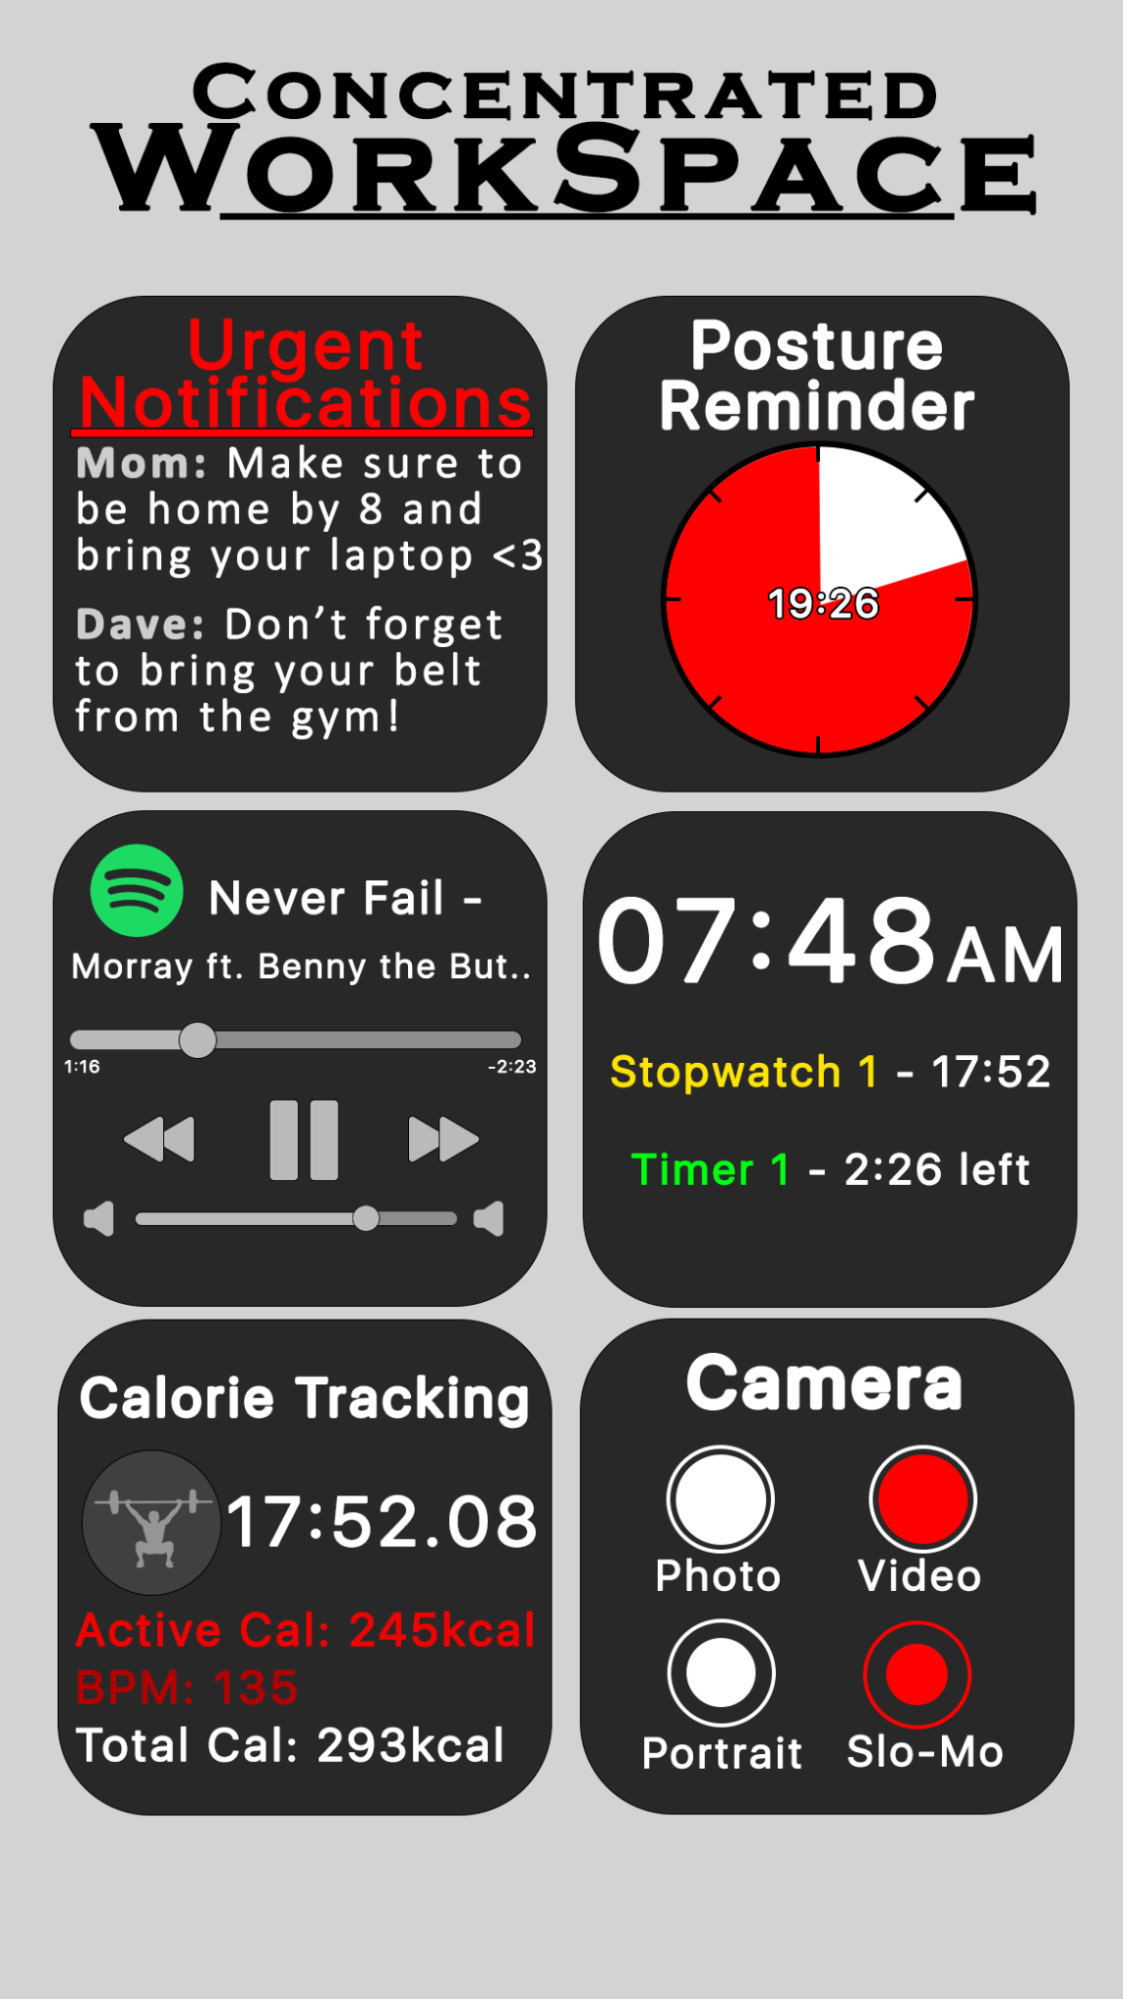 CONCENTRATED
WORKSPACE
Urgent
Notifications
Mom: Make sure to
be home by 8 and
bring your laptop <3
Dave: Don’t forget
to bring your belt
from the gym!
Posture
Reminder
19:26
Never Fail -
Morray ft. Benny the But..
1:16
-2:23
07:48AM
Stopwatch 1 - 17:52
Timer 1 - 2:26 left
Calorie Tracking
17:52.08
Active Cal: 245kcal
BPM: 135
Total Cal: 293kcal
Camera
Photo
Video
Portrait
Slo-Mo